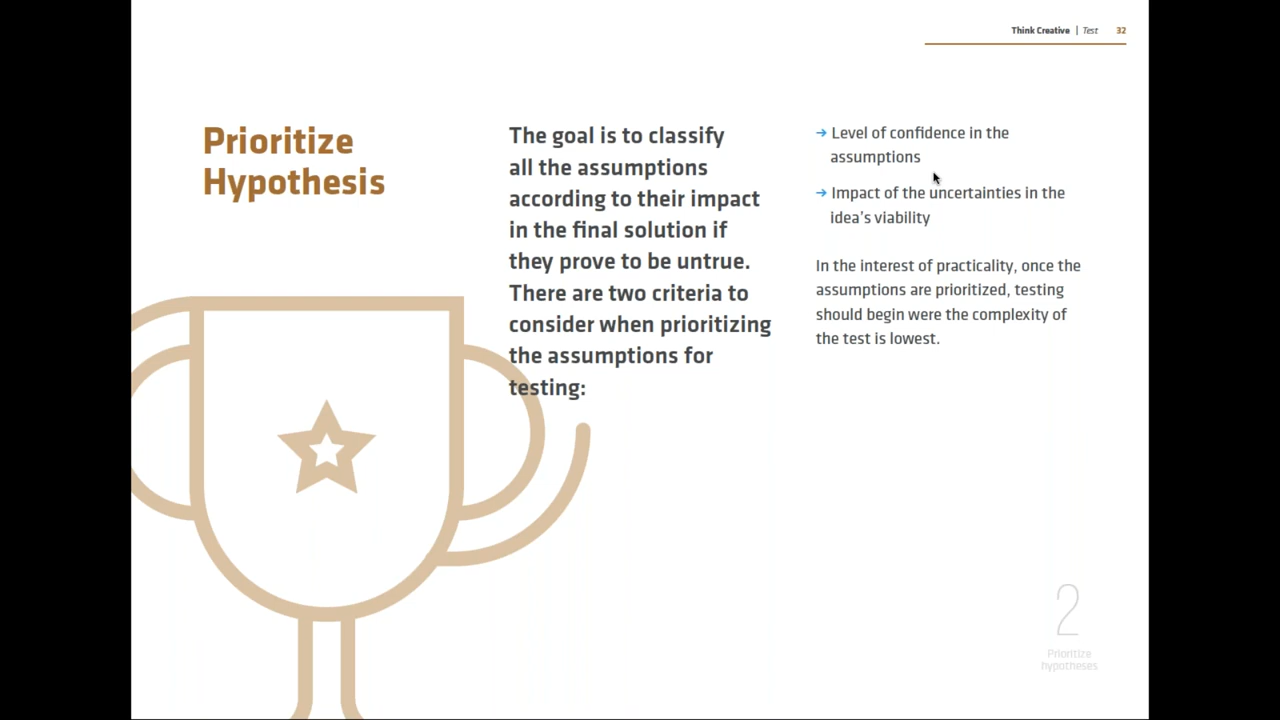 Think Creative | Test 32
Prioritize
Hypothesis
The goal is to classify
all the assumptions
according to their impact
in the final solution if
they prove to be untrue.
There are two criteria to
consider when prioritizing
the assumptions for
testing:
→ Level of confidence in the
assumptions
→ Impact of the uncertainties in the
idea’s viability
In the interest of practicality, once the
assumptions are prioritized, testing
should begin were the complexity of
the test is lowest.
2
Prioritize
hypotheses